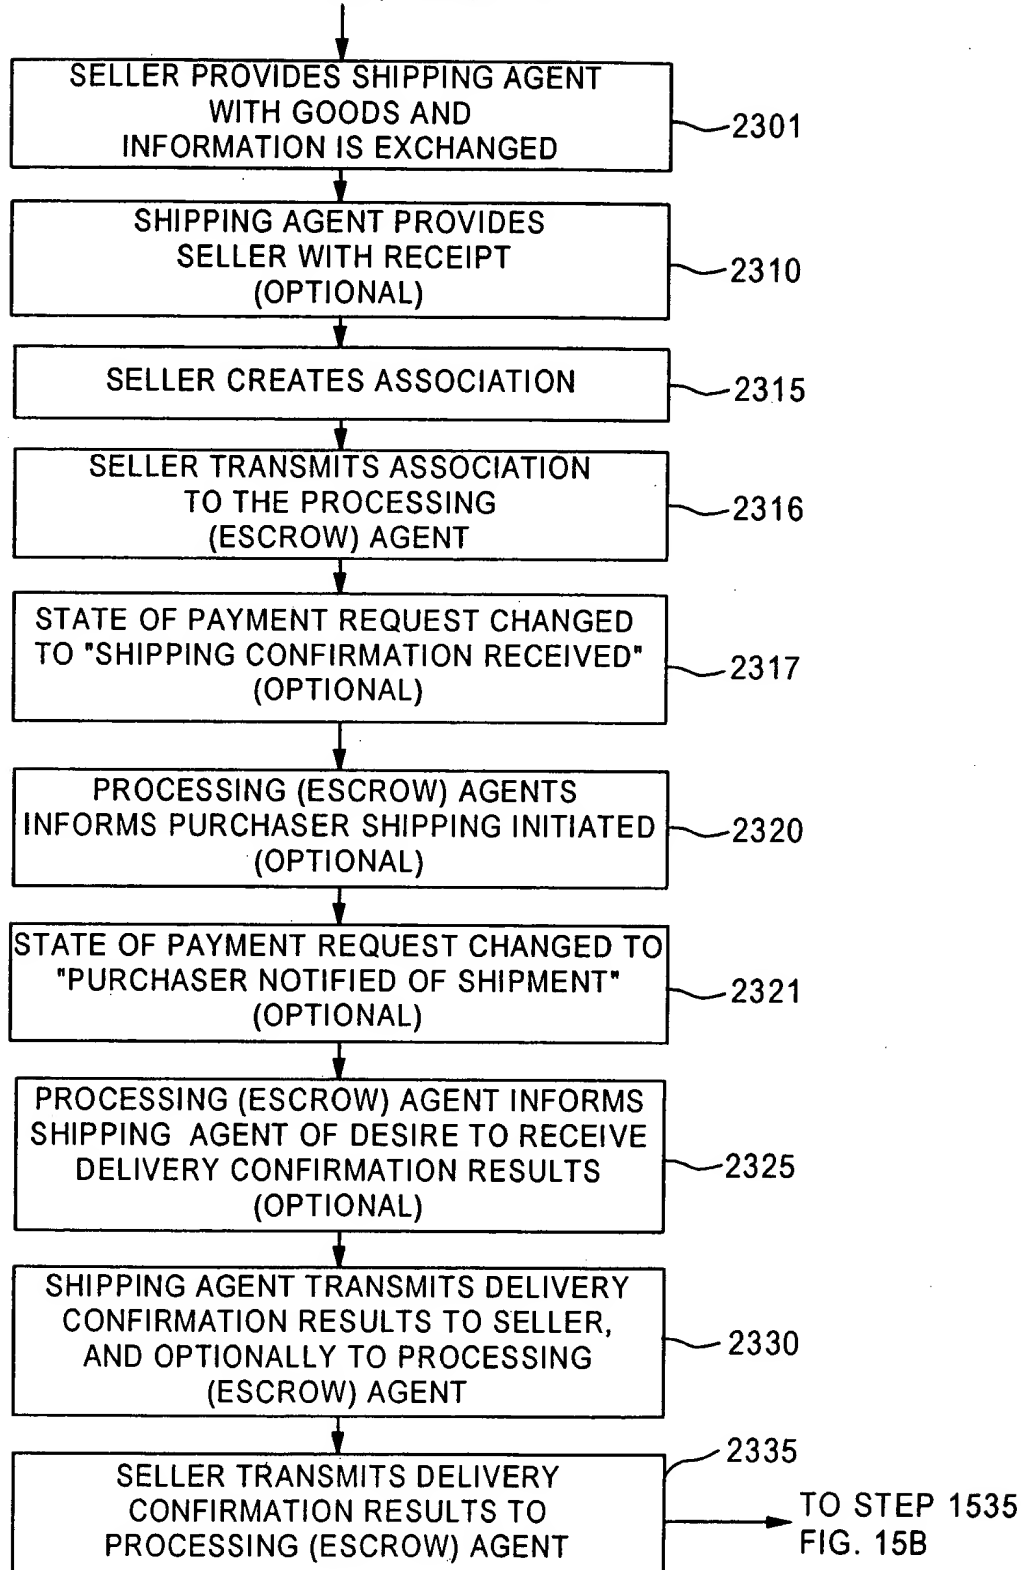 SELLER PROVIDES SHIPPING AGENT
WITH GOODS AND
INFORMATION IS EXCHANGED
2301
SHIPPING AGENT PROVIDES
SELLER WITH RECEIPT
(OPTIONAL)
2310
SELLER CREATES ASSOCIATION
2315
SELLER TRANSMITS ASSOCIATION
TO THE PROCESSING
(ESCROW) AGENT
2316
STATE OF PAYMENT REQUEST CHANGED
TO "SHIPPING CONFIRMATION RECEIVED"
(OPTIONAL)
2317
PROCESSING (ESCROW) AGENTS
INFORMS PURCHASER SHIPPING INITIATED
(OPTIONAL)
2320
STATE OF PAYMENT REQUEST CHANGED TO
"PURCHASER NOTIFIED OF SHIPMENT"
(OPTIONAL)
2321
PROCESSING (ESCROW) AGENT INFORMS
SHIPPING AGENT OF DESIRE TO RECEIVE
DELIVERY CONFIRMATION RESULTS
(OPTIONAL)
2325
SHIPPING AGENT TRANSMITS DELIVERY
CONFIRMATION RESULTS TO SELLER,
AND OPTIONALLY TO PROCESSING
(ESCROW) AGENT
2330
SELLER TRANSMITS DELIVERY
CONFIRMATION RESULTS TO
PROCESSING (ESCROW) AGENT
2335
TO STEP 1535
FIG. 15B